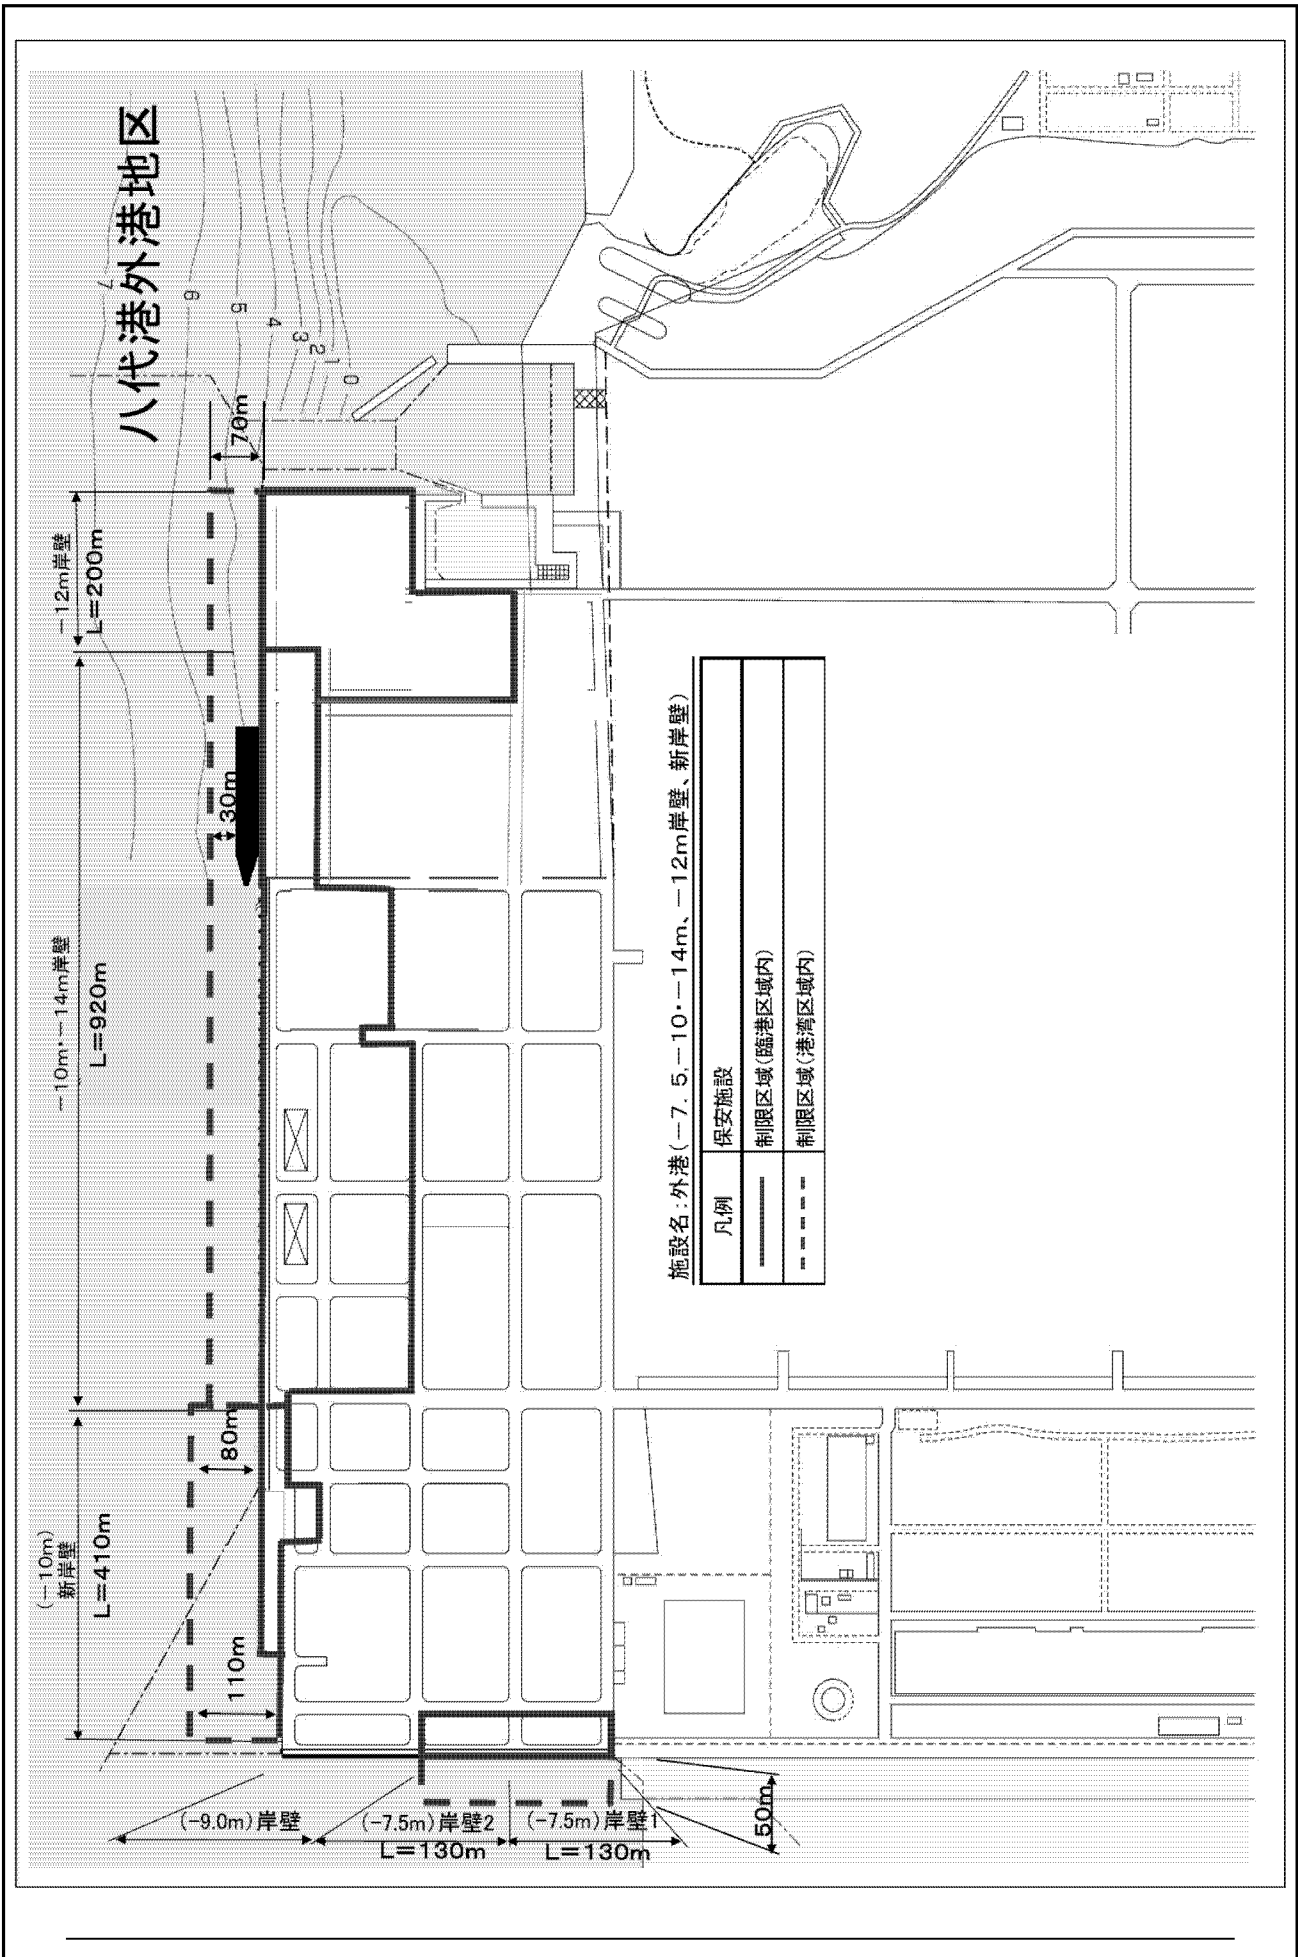 八代港外港地区
7
6
5
4
3
2
1
0
70m
－12m岸壁
L＝200m
30m
－10m・－14m岸壁
L＝920m
80m
(－10m)
新岸壁
L＝410m
110m
施設名：外港（－7．5，－10・－14m、－12m岸壁、新岸壁）
凡例 保安施設
制限区域（臨港区域内）
制限区域（港湾区域内）
(-9.0m)岸壁
(-7.5m)岸壁2
L＝130m
(-7.5m)岸壁1
L＝130m
50m